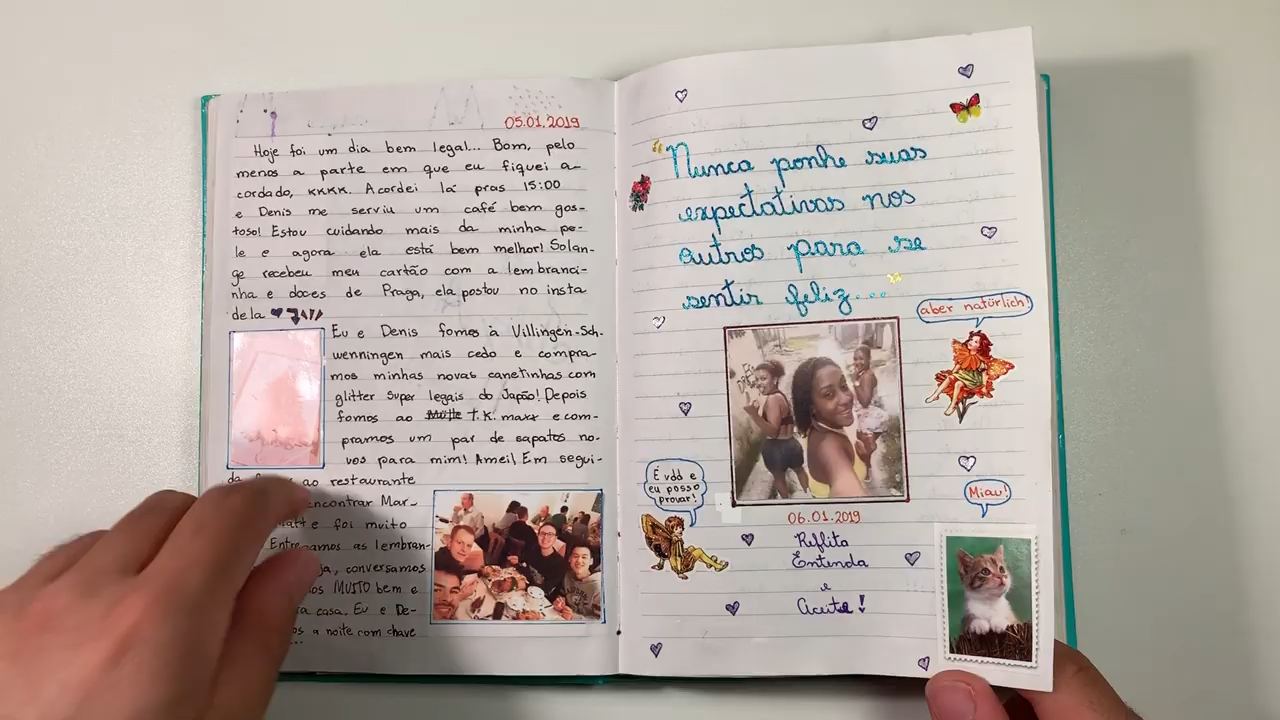 05.01.2019
Hoje foi um dia bem legal... Bom, pelo
menos a parte em que eu fiquei a-
cordado, KKKK. Acordei lá pras 15:00
e Denis me serviu um café bem gos-
toso! Estou cuidando mais da minha pe-
le e agora ela está bem melhor! Solan-
ge recebeu meu cartão com a lembranci-
nha e doces de Praga, ela postou no insta
dela
Eu e Denis fomos à Villingen-Sch-
wenningen mais cedo e compra-
mos minhas novas canetinhas com
glitter super legais do Japão! Depois
fomos ao T.K. maxx e com-
pramos um par de sapatos no-
vos para mim! Amei! Em segui-
ao restaurante
encontrar Mar-
e foi muito
Entregamos as lembran-
conversamos
MUITO bem e
casa. Eu e De-
a noite com chave
"Nunca ponhe suas
expectativas nos
outros para se
sentir feliz..."
aber natürlich!
É vdd e
eu posso
provar!
Miau!
06.01.2019
Reflita
Entenda
e
Aceite!